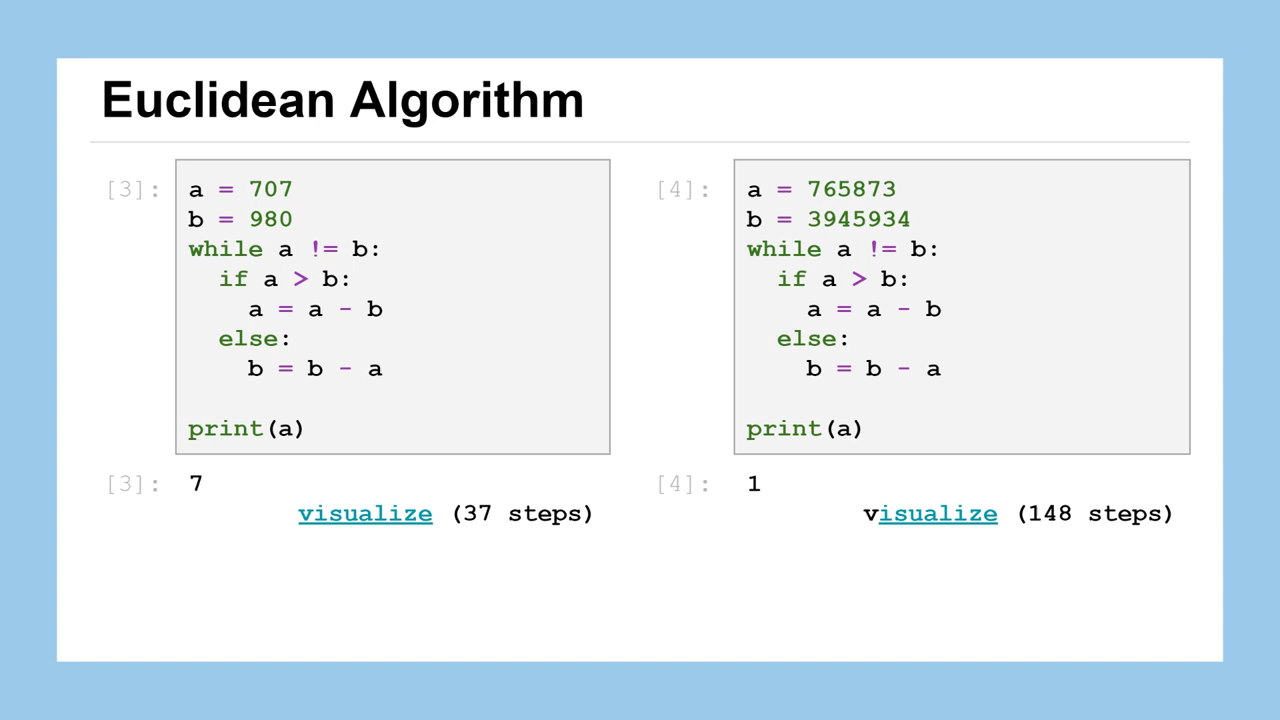 Euclidean Algorithm
[3]:
a = 707
b = 980
while a != b:
  if a > b:
    a = a - b
  else:
    b = b - a

print(a)
[3]: 7
visualize (37 steps)
[4]:
a = 765873
b = 3945934
while a != b:
  if a > b:
    a = a - b
  else:
    b = b - a

print(a)
[4]: 1
visualize (148 steps)